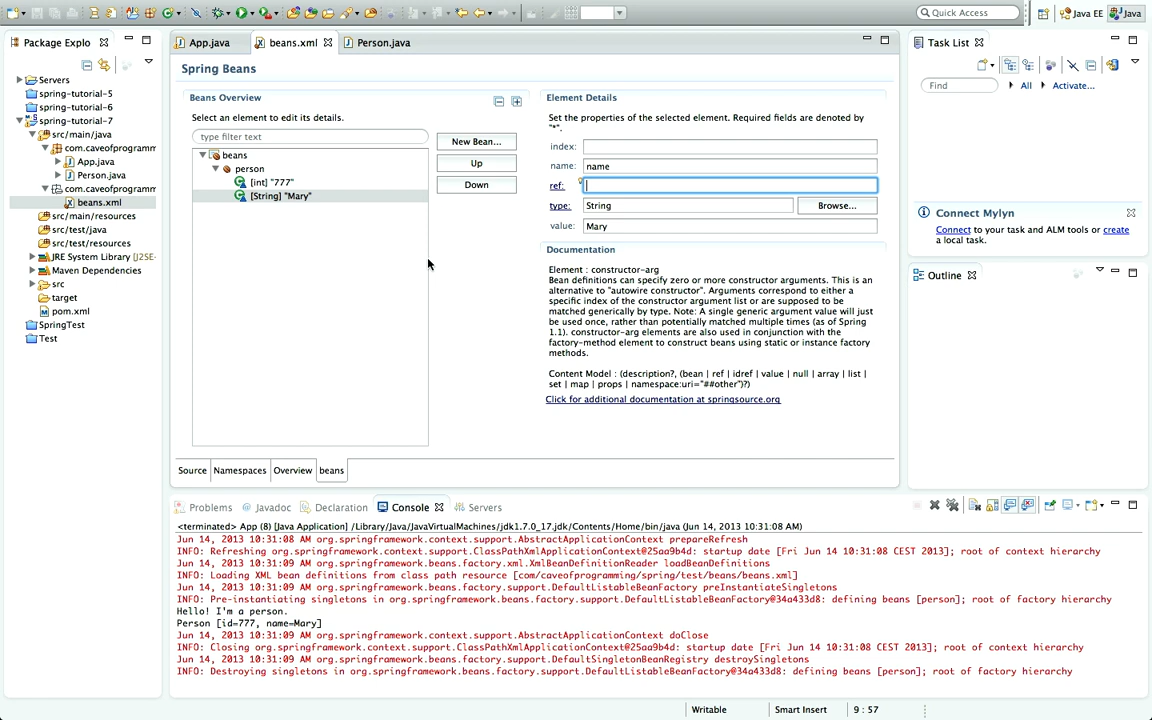 Quick Access
Java EE
Java
Package Explo
App.java
beans.xml
Person.java
Task List
Servers
spring-tutorial-5
spring-tutorial-6
spring-tutorial-7
src/main/java
com.caveofprogramm
App.java
Person.java
com.caveofprogramm
beans.xml
src/main/resources
src/test/java
src/test/resources
JRE System Library [J2SE-
Maven Dependencies
src
target
pom.xml
SpringTest
Test
Spring Beans
Beans Overview
Select an element to edit its details.
type filter text
beans
person
[int] "777"
[String] "Mary"
New Bean...
Up
Down
Element Details
Set the properties of the selected element. Required fields are denoted by
"*".
index:
name: name
ref:
type: String
Browse...
value: Mary
Documentation
Element : constructor-arg
Bean definitions can specify zero or more constructor arguments. This is an
alternative to "autowire constructor". Arguments correspond to either a
specific index of the constructor argument list or are supposed to be
matched generically by type. Note: A single generic argument value will just
be used once, rather than potentially matched multiple times (as of Spring
1.1). constructor-arg elements are also used in conjunction with the
factory-method element to construct beans using static or instance factory
methods.
Content Model : (description?, (bean | ref | idref | value | null | array | list |
set | map | props | namespace:uri="##other")?)
Click for additional documentation at springsource.org
Source
Namespaces
Overview
beans
Find
All
Activate...
Connect Mylyn
Connect to your task and ALM tools or create
a local task.
Outline
Problems
Javadoc
Declaration
Console
Servers
<terminated> App (8) [Java Application] /Library/Java/JavaVirtualMachines/jdk1.7.0_17.jdk/Contents/Home/bin/java (Jun 14, 2013 10:31:08 AM)
Jun 14, 2013 10:31:08 AM org.springframework.context.support.AbstractApplicationContext prepareRefresh
INFO: Refreshing org.springframework.context.support.ClassPathXmlApplicationContext@25aa9b4d: startup date [Fri Jun 14 10:31:08 CEST 2013]; root of context hierarchy
Jun 14, 2013 10:31:09 AM org.springframework.beans.factory.xml.XmlBeanDefinitionReader loadBeanDefinitions
INFO: Loading XML bean definitions from class path resource [com/caveofprogramming/spring/test/beans/beans.xml]
Jun 14, 2013 10:31:09 AM org.springframework.beans.factory.support.DefaultListableBeanFactory preInstantiateSingletons
INFO: Pre-instantiating singletons in org.springframework.beans.factory.support.DefaultListableBeanFactory@34a433d8: defining beans [person]; root of factory hierarchy
Hello! I'm a person.
Person [id=777, name=Mary]
Jun 14, 2013 10:31:09 AM org.springframework.context.support.AbstractApplicationContext doClose
INFO: Closing org.springframework.context.support.ClassPathXmlApplicationContext@25aa9b4d: startup date [Fri Jun 14 10:31:08 CEST 2013]; root of context hierarchy
Jun 14, 2013 10:31:09 AM org.springframework.beans.factory.support.DefaultSingletonBeanRegistry destroySingletons
INFO: Destroying singletons in org.springframework.beans.factory.support.DefaultListableBeanFactory@34a433d8: defining beans [person]; root of factory hierarchy
Writable
Smart Insert
9 : 57